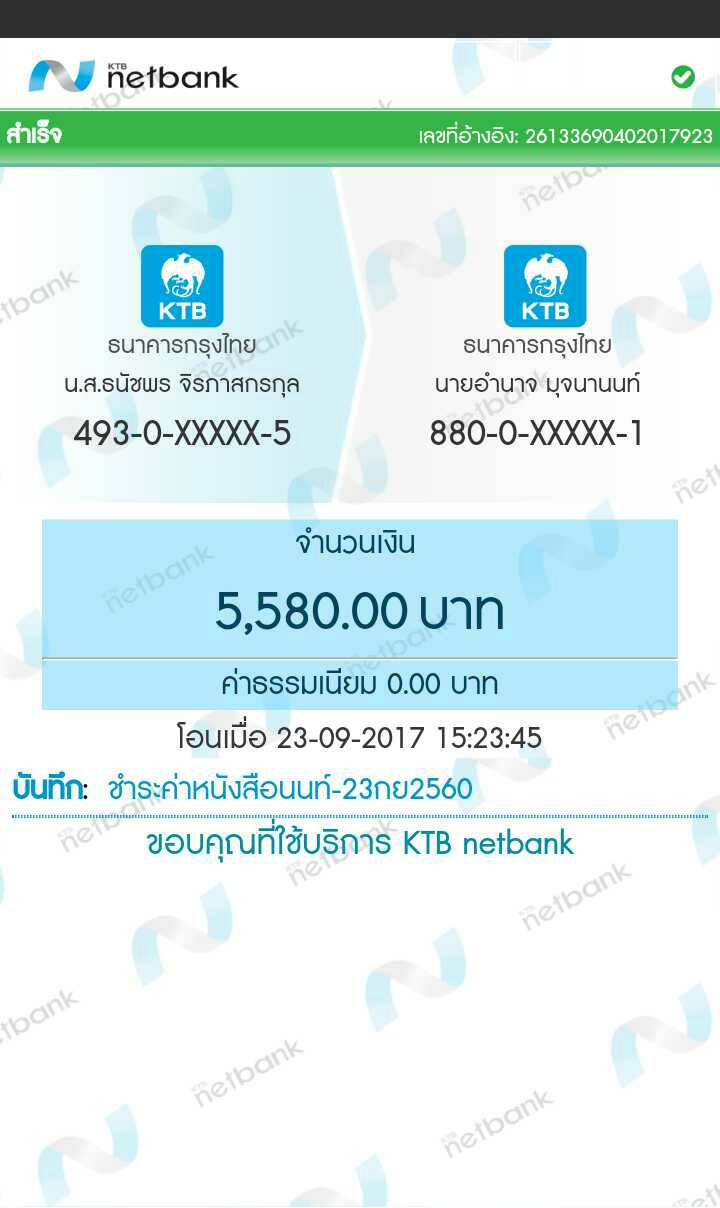 KTB netbank
สำเร็จ เลขที่อ้างอิง: 26133690402017923
KTB KTB
ธนาคารกรุงไทย ธนาคารกรุงไทย
น.ส.ธนัชพร จิรภาสกรกุล นายอำนาจ มุจนานนท์
493-0-XXXXX-5 880-0-XXXXX-1
จำนวนเงิน
5,580.00 บาท
ค่าธรรมเนียม 0.00 บาท
โอนเมื่อ 23-09-2017 15:23:45
บันทึก: ชำระค่าหนังสือนนท์-23กย2560
ขอบคุณที่ใช้บริการ KTB netbank